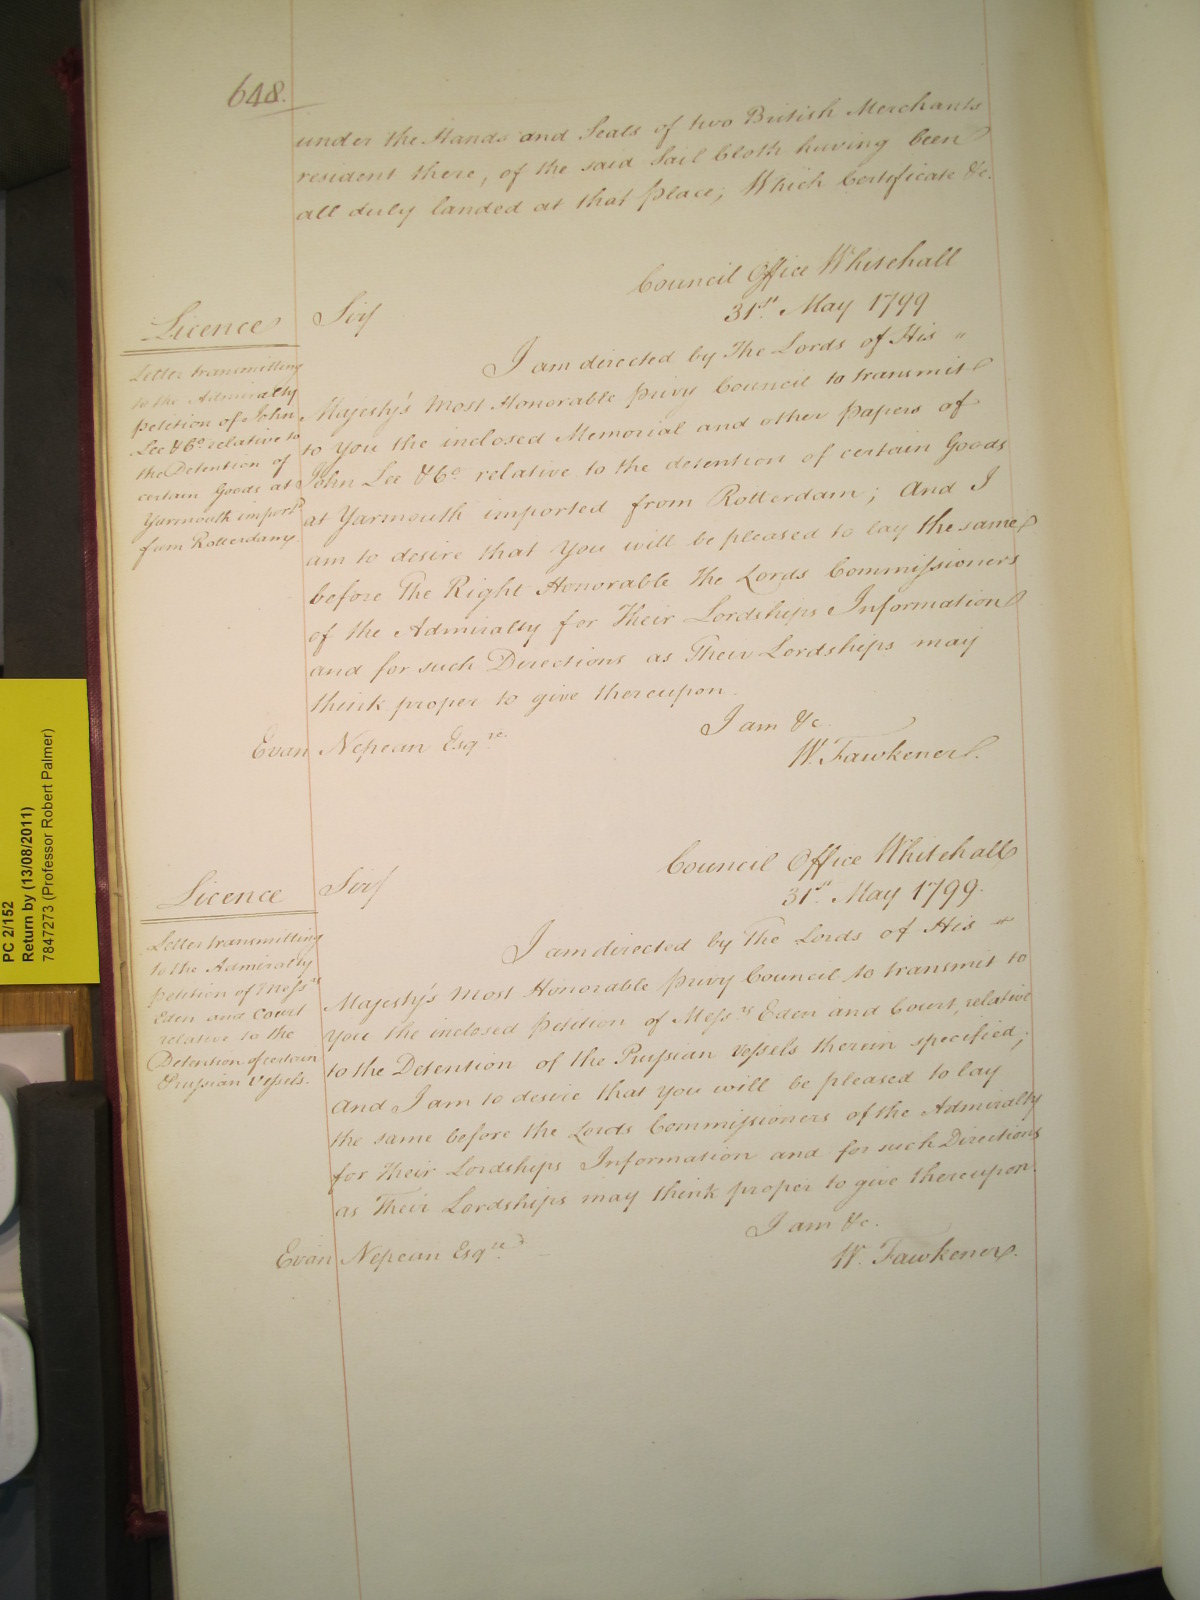 648.
under the Hands and Seals of two British Merchants
resident there, of the said Sail Cloth having been
all duly landed at that place; Which Certificate &c.
Council Office Whitehall
31st. May 1799
Licence
Letter transmitting
to the Admiralty
petition of John
Lee & Co. relative to
the Detention of
certain Goods at
Yarmouth import'd
from Rotterdam
Sir
I am directed by The Lords of His "
Majesty's Most Honorable privy Council to transmit
to You the inclosed Memorial and other papers of
John Lee & Co. relative to the detention of certain Goods
at Yarmouth imported from Rotterdam; And I
am to desire that You will be pleased to lay the same
before The Right Honorable The Lords Commissioners
of the Admiralty for Their Lordships Information
and for such Directions as Their Lordships may
think proper to give thereupon.
I am &c.
Evan Nepean Esqre.
W. Fawkener.
Council Office Whitehall
31st. May 1799.
Licence
Letter transmitting
to the Admiralty
petition of Messrs
Eden and Court
relative to the
Detention of certain
Prussian Vessels.
Sir
I am directed by The Lords of His
Majesty's Most Honorable privy Council to transmit to
You the inclosed petition of Messrs Eden and Court, relative
to the Detention of the Prussian Vessels therein specified;
And I am to desire that You will be pleased to lay
the same before the Lords Commissioners of the Admiralty
for Their Lordships Information and for such Directions
as Their Lordships may think proper to give thereupon.
I am &c.
Evan Nepean Esqre.
W. Fawkener.
PC 2/152
Return by (13/08/2011)
7847273 (Professor Robert Palmer)